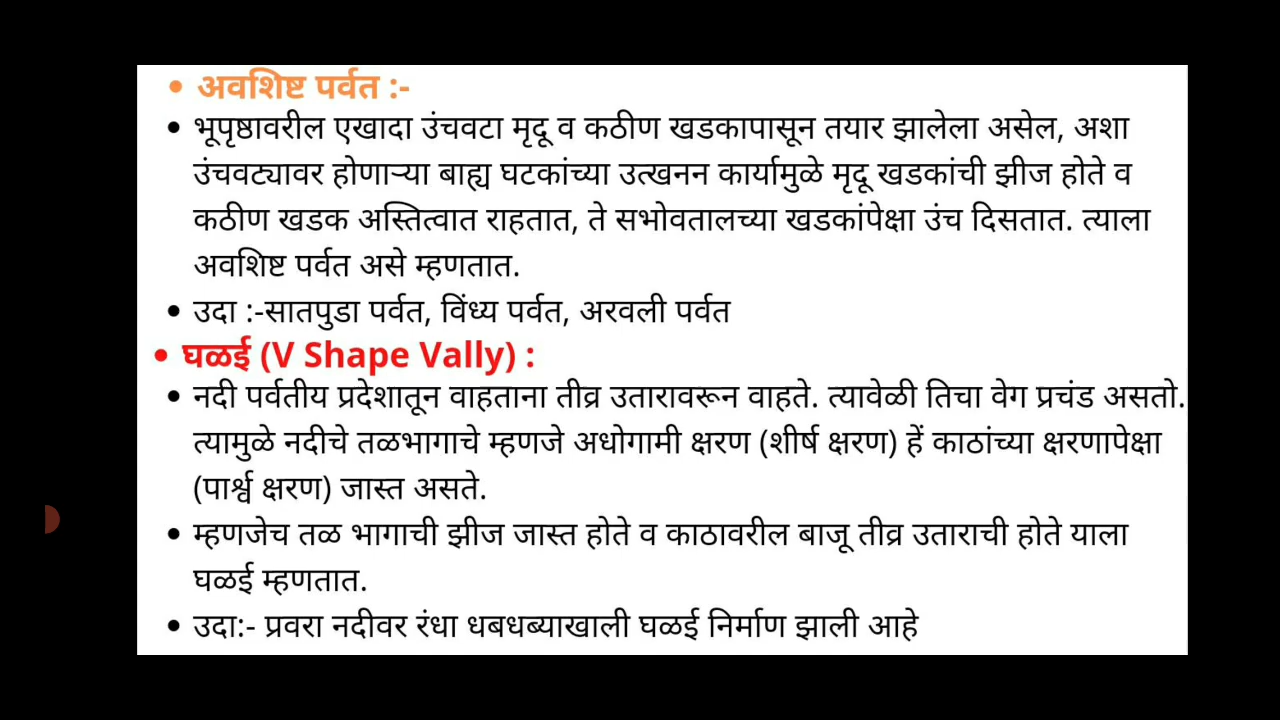 • अवशिष्ट पर्वत :-
• भूपृष्ठावरील एखादा उंचवटा मृदू व कठीण खडकापासून तयार झालेला असेल, अशा
उंचवट्यावर होणाऱ्या बाह्य घटकांच्या उत्खनन कार्यामुळे मृदू खडकांची झीज होते व
कठीण खडक अस्तित्वात राहतात, ते सभोवतालच्या खडकांपेक्षा उंच दिसतात. त्याला
अवशिष्ट पर्वत असे म्हणतात.
• उदा :-सातपुडा पर्वत, विंध्य पर्वत, अरवली पर्वत
• घळई (V Shape Vally) :
• नदी पर्वतीय प्रदेशातून वाहताना तीव्र उतारावरून वाहते. त्यावेळी तिचा वेग प्रचंड असतो.
त्यामुळे नदीचे तळभागाचे म्हणजे अधोगामी क्षरण (शीर्ष क्षरण) हें काठांच्या क्षरणापेक्षा
(पार्श्व क्षरण) जास्त असते.
• म्हणजेच तळ भागाची झीज जास्त होते व काठावरील बाजू तीव्र उताराची होते याला
घळई म्हणतात.
• उदा:- प्रवरा नदीवर रंधा धबधब्याखाली घळई निर्माण झाली आहे